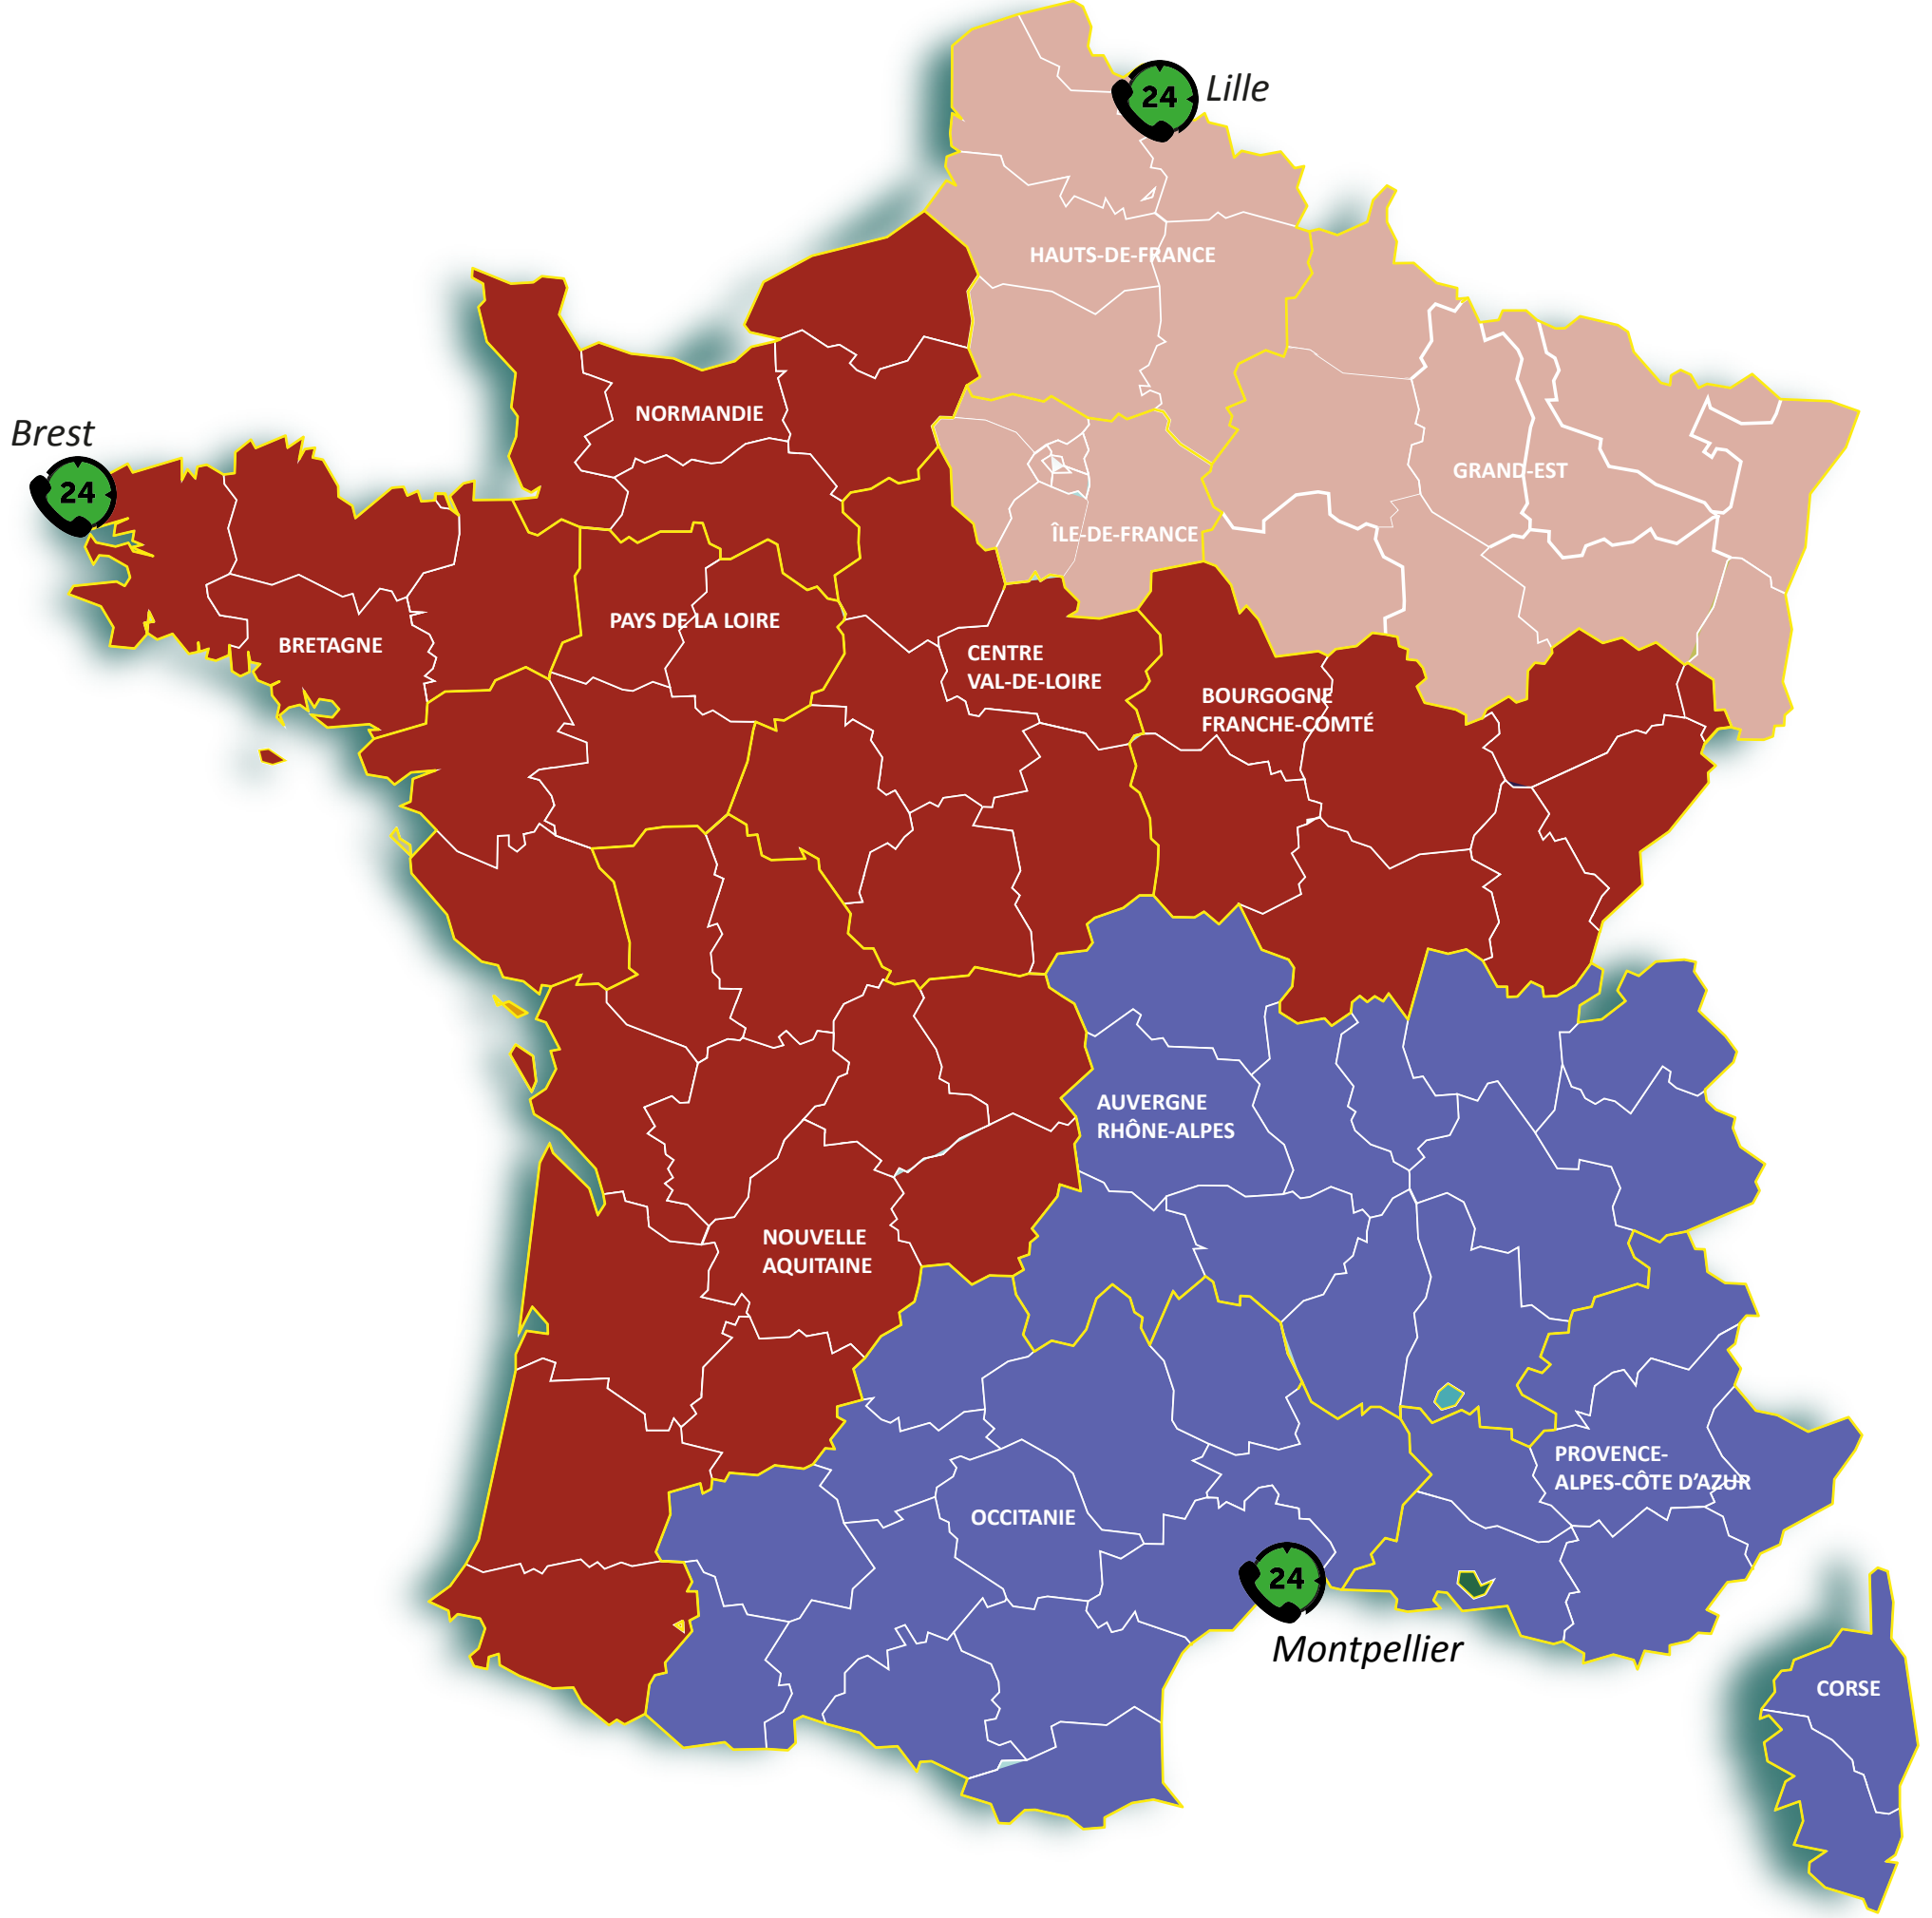 24
Lille
HAUTS-DE-FRANCE
NORMANDIE
Brest
24
GRAND-EST
ÎLE-DE-FRANCE
PAYS DE LA LOIRE
BRETAGNE
CENTRE
VAL-DE-LOIRE
BOURGOGNE
FRANCHE-COMTÉ
AUVERGNE
RHÔNE-ALPES
NOUVELLE
AQUITAINE
PROVENCE-
ALPES-CÔTE D’AZUR
OCCITANIE
24
Montpellier
CORSE